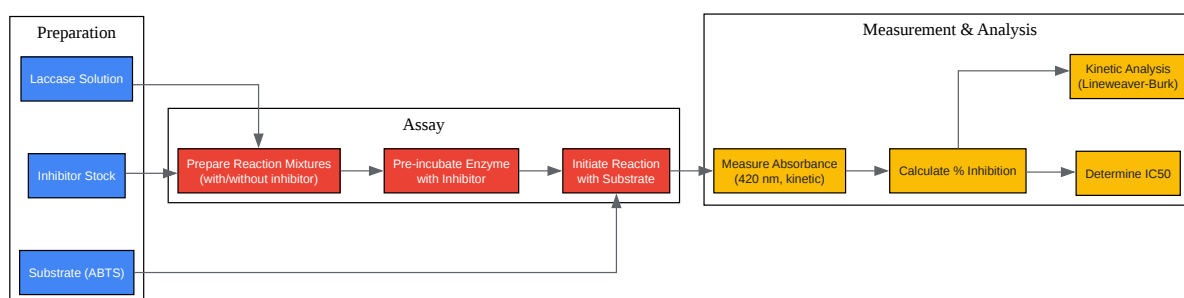 Preparation
Laccase Solution
Inhibitor Stock
Substrate (ABTS)
Assay
Prepare Reaction Mixtures
(with/without inhibitor)
Pre-incubate Enzyme
with Inhibitor
Initiate Reaction
with Substrate
Measurement & Analysis
Measure Absorbance
(420 nm, kinetic)
Calculate % Inhibition
Kinetic Analysis
(Lineweaver-Burk)
Determine IC50